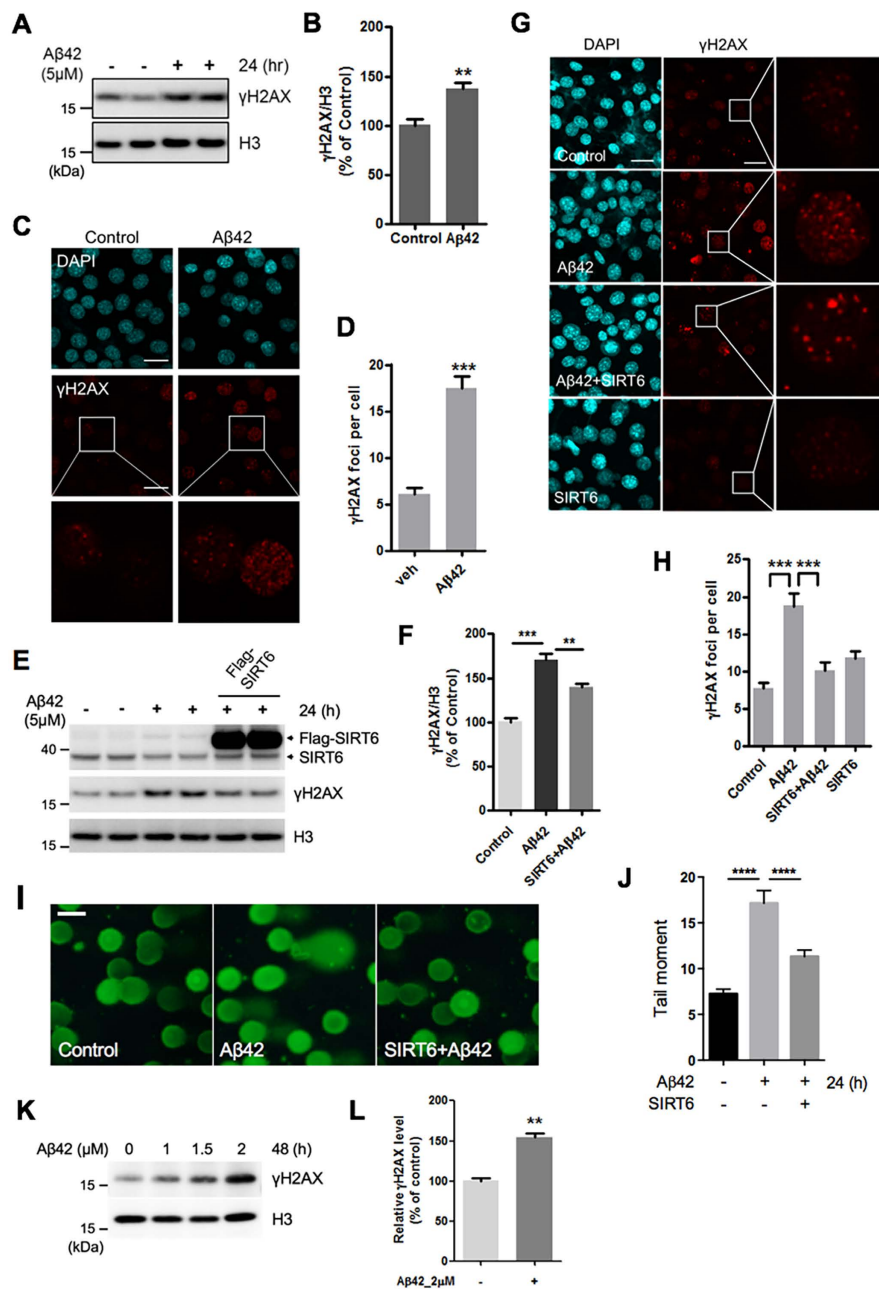 A
Aβ42
(5μM)
- - + + 24 (hr)
15
γH2AX
15
H3
(kDa)
B
γH2AX/H3
(% of Control)
200
150
100
50
0
**
Control Aβ42
C
Control Aβ42
DAPI
γH2AX
D
γH2AX foci per cell
20
15
10
5
0
***
veh
Aβ42
E
Flag-
SIRT6
Aβ42
(5μM)
- - + + + + 24 (h)
40
Flag-SIRT6
SIRT6
15
γH2AX
15
H3
F
γH2AX/H3
(% of Control)
200
150
100
50
0
*** **
Control
Aβ42
SIRT6+Aβ42
G
DAPI γH2AX
Control
Aβ42
Aβ42+SIRT6
SIRT6
H
γH2AX foci per cell
25
20
15
10
5
0
*** ***
Control
Aβ42
SIRT6+Aβ42
SIRT6
I
Control
Aβ42
SIRT6+Aβ42
J
Tail moment
20
15
10
5
0
**** ****
Aβ42 - + + 24 (h)
SIRT6 - - +
K
Aβ42 (μM) 0 1 1.5 2 48 (h)
15
γH2AX
15
H3
(kDa)
L
Relative γH2AX level
(% of control)
200
150
100
50
0
**
Aβ42_2μM - +